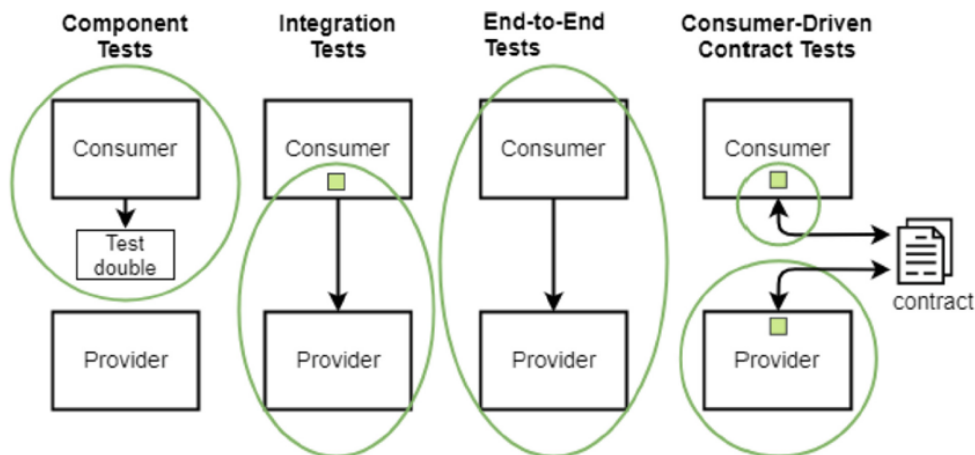 Component
Tests
Integration
Tests
End-to-End
Tests
Consumer-Driven
Contract Tests
Consumer
Consumer
Consumer
Consumer
Test
double
contract
Provider
Provider
Provider
Provider